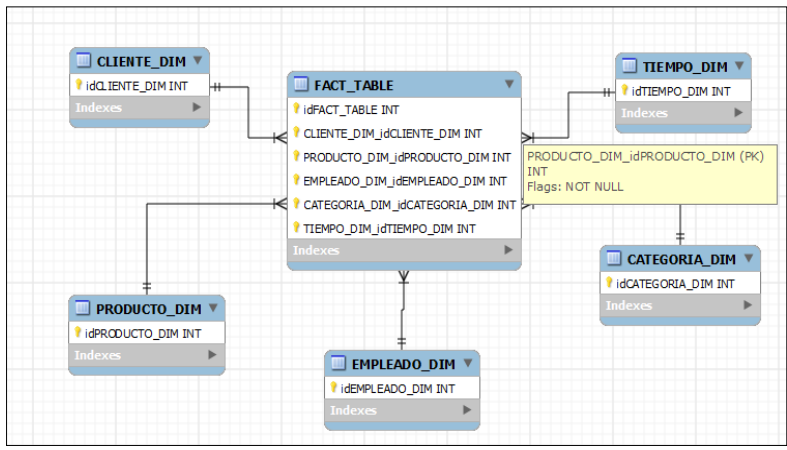 CLIENTE_DIM
idCLIENTE_DIM INT
Indexes
FACT_TABLE
idFACT_TABLE INT
CLIENTE_DIM_idCLIENTE_DIM INT
PRODUCTO_DIM_idPRODUCTO_DIM INT
EMPLEADO_DIM_idEMPLEADO_DIM INT
CATEGORIA_DIM_idCATEGORIA_DIM INT
TIEMPO_DIM_idTIEMPO_DIM INT
Indexes
TIEMPO_DIM
idTIEMPO_DIM INT
Indexes
PRODUCTO_DIM_idPRODUCTO_DIM (PK)
INT
Flags: NOT NULL
CATEGORIA_DIM
idCATEGORIA_DIM INT
Indexes
PRODUCTO_DIM
idPRODUCTO_DIM INT
Indexes
EMPLEADO_DIM
idEMPLEADO_DIM INT
Indexes